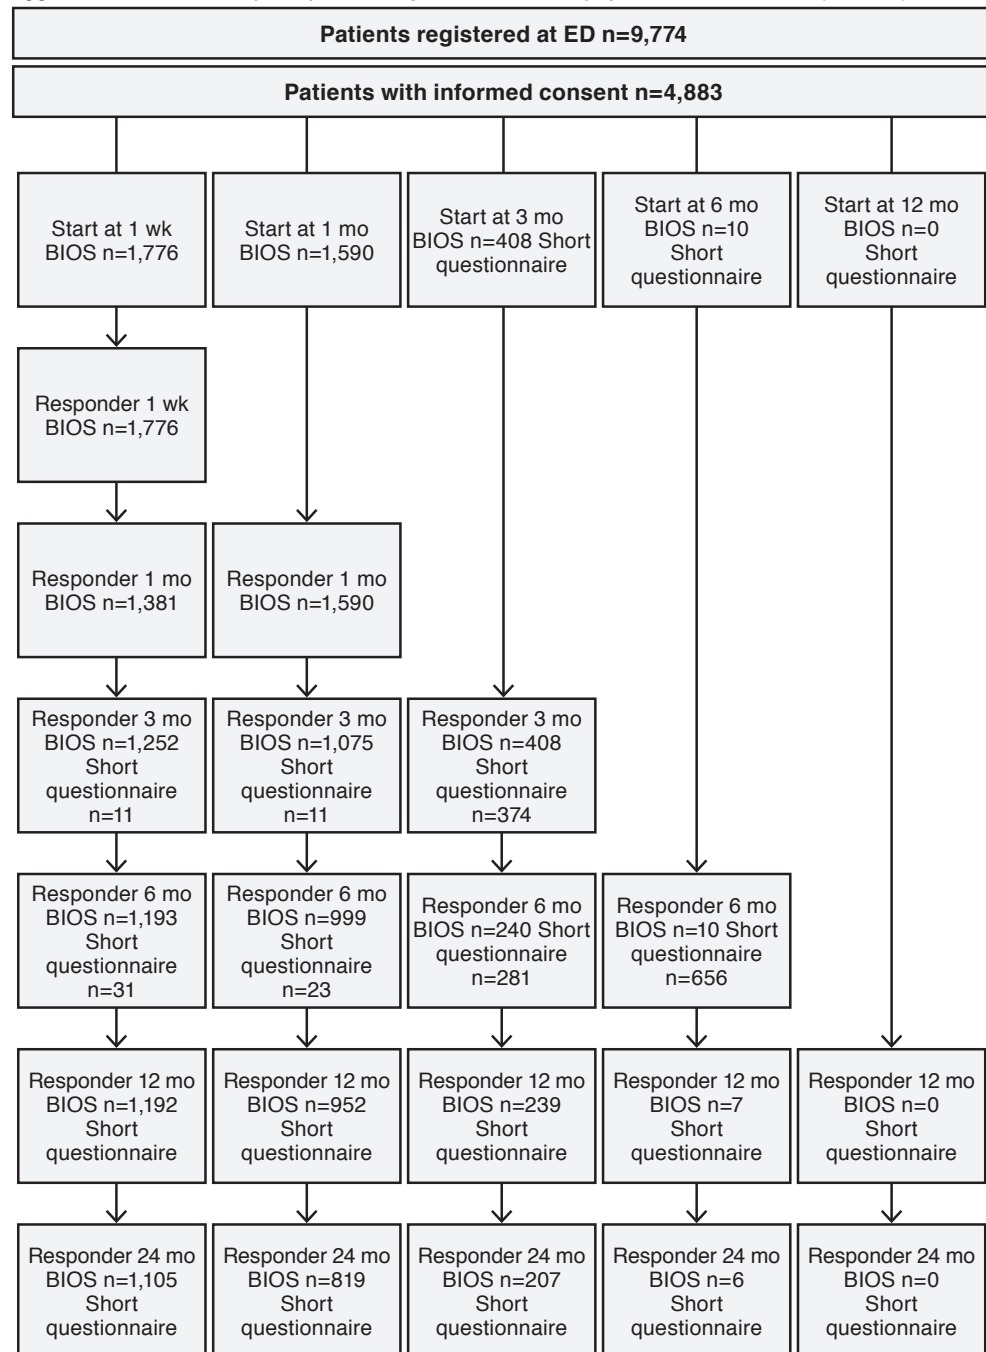 Patients registered at ED n=9,774
Patients with informed consent n=4,883
Start at 1 wk
BIOS n=1,776
Start at 1 mo
BIOS n=1,590
Start at 3 mo
BIOS n=408 Short
questionnaire
Start at 6 mo
BIOS n=10
Short
questionnaire
Start at 12 mo
BIOS n=0
Short
questionnaire
Responder 1 wk
BIOS n=1,776
Responder 1 mo
BIOS n=1,381
Responder 1 mo
BIOS n=1,590
Responder 3 mo
BIOS n=1,252
Short
questionnaire
n=11
Responder 3 mo
BIOS n=1,075
Short
questionnaire
n=11
Responder 3 mo
BIOS n=408
Short
questionnaire
n=374
Responder 6 mo
BIOS n=1,193
Short
questionnaire
n=31
Responder 6 mo
BIOS n=999
Short
questionnaire
n=23
Responder 6 mo
BIOS n=240 Short
questionnaire
n=281
Responder 6 mo
BIOS n=10 Short
questionnaire
n=656
Responder 12 mo
BIOS n=1,192
Short
questionnaire
Responder 12 mo
BIOS n=952
Short
questionnaire
Responder 12 mo
BIOS n=239
Short
questionnaire
Responder 12 mo
BIOS n=7
Short
questionnaire
Responder 12 mo
BIOS n=0
Short
questionnaire
Responder 24 mo
BIOS n=1,105
Short
questionnaire
Responder 24 mo
BIOS n=819
Short
questionnaire
Responder 24 mo
BIOS n=207
Short
questionnaire
Responder 24 mo
BIOS n=6
Short
questionnaire
Responder 24 mo
BIOS n=0
Short
questionnaire